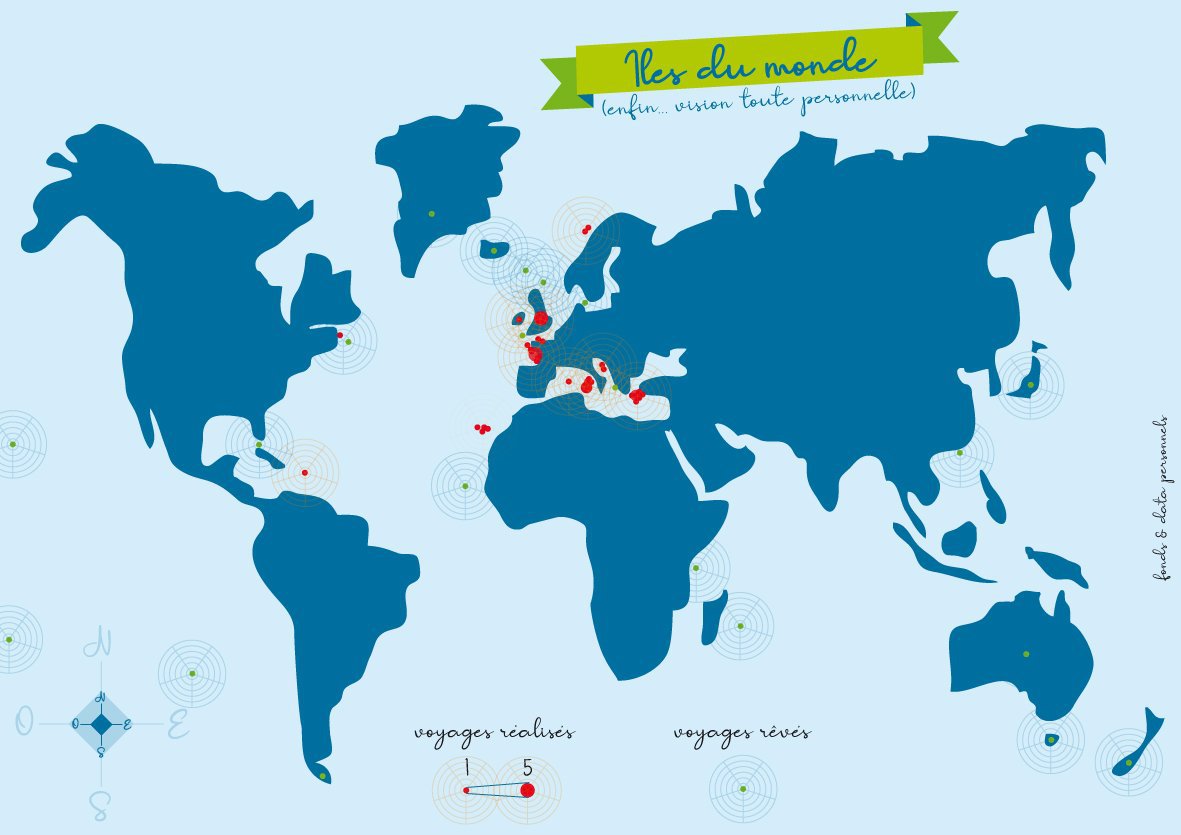 Iles du monde
(enfin... vision toute personnelle)
fonds & data personnels
N
N
O
O
E
E
S
S
voyages réalisés
1
5
voyages rêvés